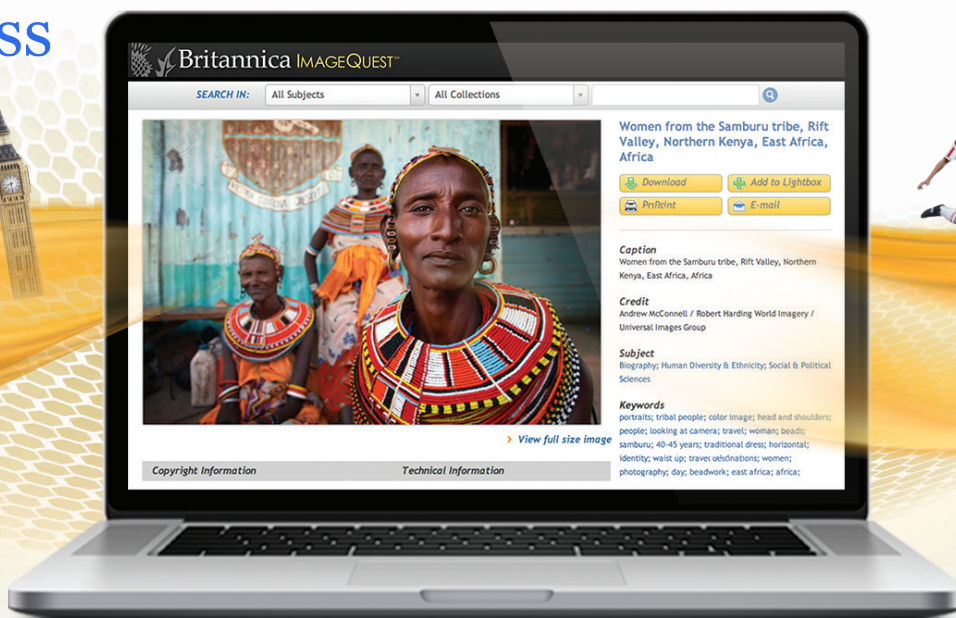 ss
Britannica IMAGEQUEST™
SEARCH IN:
All Subjects
All Collections
Women from the Samburu tribe, Rift
Valley, Northern Kenya, East Africa,
Africa
Download
Add to Lightbox
PnRrint
E-mail
Caption
Women from the Samburu tribe, Rift Valley, Northern
Kenya, East Africa, Africa
Credit
Andrew McConnell / Robert Harding World Imagery /
Universal Images Group
Subject
Biography; Human Diversity & Ethnicity; Social & Political
Sciences
Keywords
portraits; tribal people; color image; head and shoulders;
people; looking at camera; travel; woman; beads;
samburu; 40-45 years; traditional dress; horizontal;
identity; waist up; travel destinations; women;
photography; day; beadwork; east africa; africa;
View full size image
Copyright Information
Technical Information